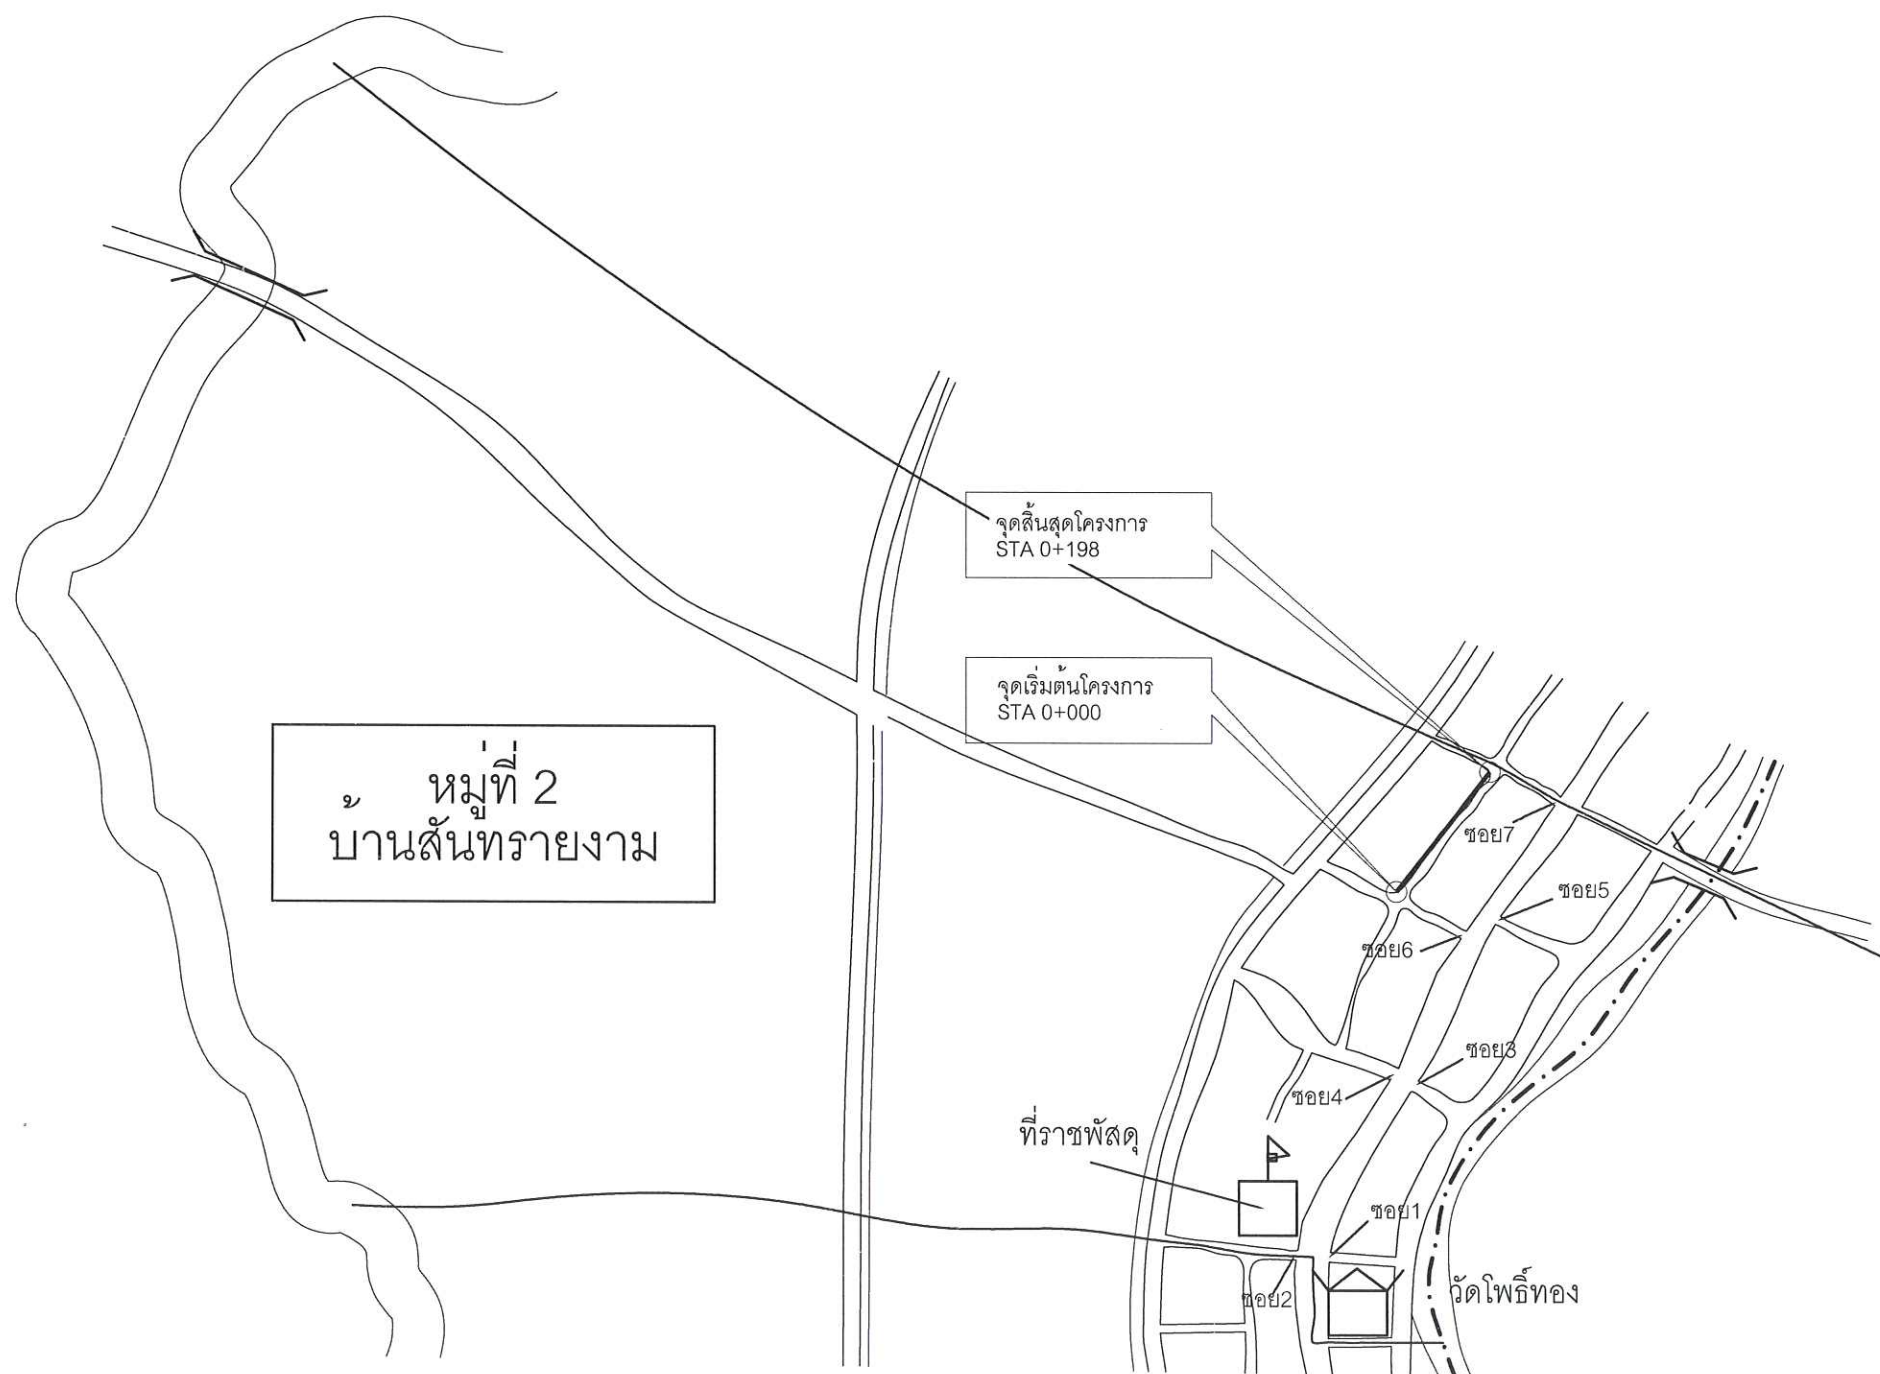 จุดสิ้นสุดโครงการ
STA 0+198
จุดเริ่มต้นโครงการ
STA 0+000
หมู่ที่ 2
บ้านสันทรายงาม
ซอย7
ซอย5
ซอย6
ซอย3
ซอย4
ที่ราชพัสดุ
ซอย1
ซอย2
วัดโพธิ์ทอง